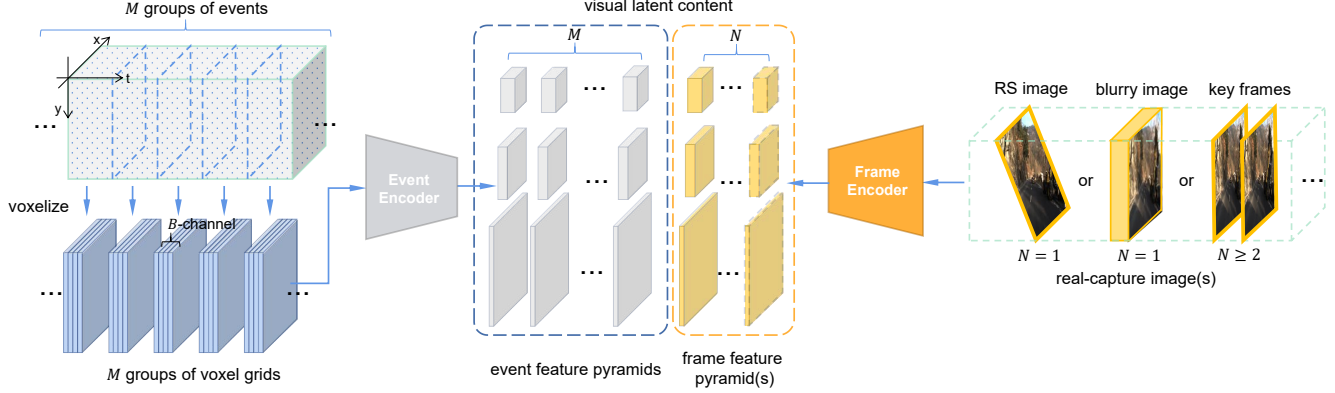 M groups of events
x
t
y
...
...
voxelize
B-channel
...
...
M groups of voxel grids
Event
Encoder
visual latent content
M
N
...
...
...
...
...
...
event feature pyramids
frame feature
pyramid(s)
Frame
Encoder
RS image
blurry image
key frames
or
or
...
N = 1
N = 1
N ≥ 2
real-capture image(s)